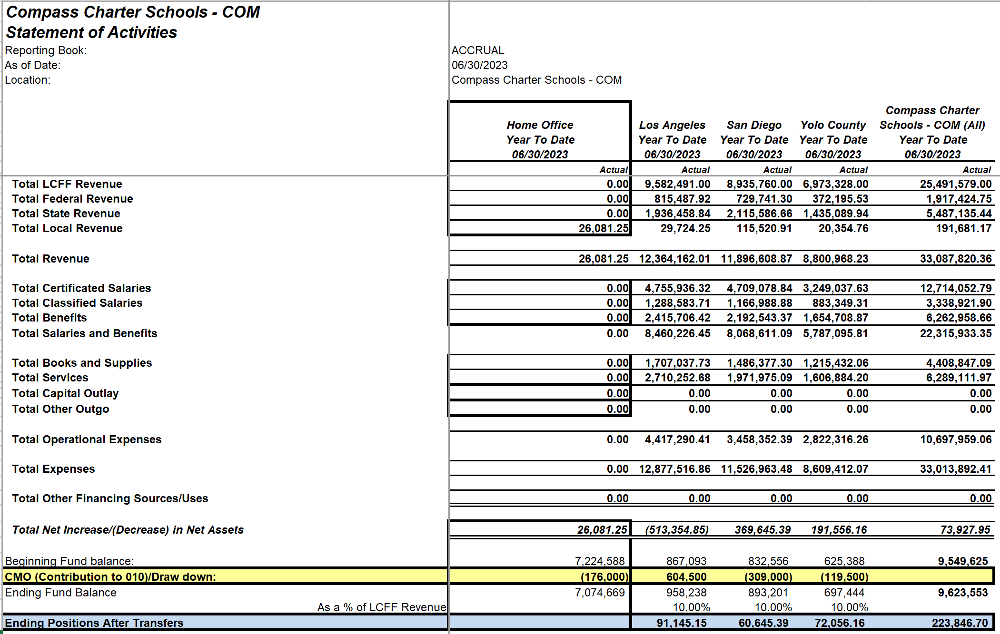 Compass Charter Schools - COM
Statement of Activities
Reporting Book: ACCRUAL
As of Date: 06/30/2023
Location: Compass Charter Schools - COM
Compass Charter
Home Office Los Angeles San Diego Yolo County Schools - COM (All)
Year To Date Year To Date Year To Date Year To Date Year To Date
06/30/2023 06/30/2023 06/30/2023 06/30/2023 06/30/2023
Actual Actual Actual Actual Actual
Total LCFF Revenue 0.00 9,582,491.00 8,935,760.00 6,973,328.00 25,491,579.00
Total Federal Revenue 0.00 815,487.92 729,741.30 372,195.53 1,917,424.75
Total State Revenue 0.00 1,936,458.84 2,115,586.66 1,435,089.94 5,487,135.44
Total Local Revenue 26,081.25 29,724.25 115,520.91 20,354.76 191,681.17
Total Revenue 26,081.25 12,364,162.01 11,896,608.87 8,800,968.23 33,087,820.36
Total Certificated Salaries 0.00 4,755,936.32 4,709,078.84 3,249,037.63 12,714,052.79
Total Classified Salaries 0.00 1,288,583.71 1,166,988.88 883,349.31 3,338,921.90
Total Benefits 0.00 2,415,706.42 2,192,543.37 1,654,708.87 6,262,958.66
Total Salaries and Benefits 0.00 8,460,226.45 8,068,611.09 5,787,095.81 22,315,933.35
Total Books and Supplies 0.00 1,707,037.73 1,486,377.30 1,215,432.06 4,408,847.09
Total Services 0.00 2,710,252.68 1,971,975.09 1,606,884.20 6,289,111.97
Total Capital Outlay 0.00 0.00 0.00 0.00 0.00
Total Other Outgo 0.00 0.00 0.00 0.00 0.00
Total Operational Expenses 0.00 4,417,290.41 3,458,352.39 2,822,316.26 10,697,959.06
Total Expenses 0.00 12,877,516.86 11,526,963.48 8,609,412.07 33,013,892.41
Total Other Financing Sources/Uses 0.00 0.00 0.00 0.00 0.00
Total Net Increase/(Decrease) in Net Assets 26,081.25 (513,354.85) 369,645.39 191,556.16 73,927.95
Beginning Fund balance: 7,224,588 867,093 832,556 625,388 9,549,625
CMO (Contribution to 010)/Draw down: (176,000) 604,500 (309,000) (119,500)
Ending Fund Balance 7,074,669 958,238 893,201 697,444 9,623,553
As a % of LCFF Revenue 10.00% 10.00% 10.00%
Ending Positions After Transfers 91,145.15 60,645.39 72,056.16 223,846.70